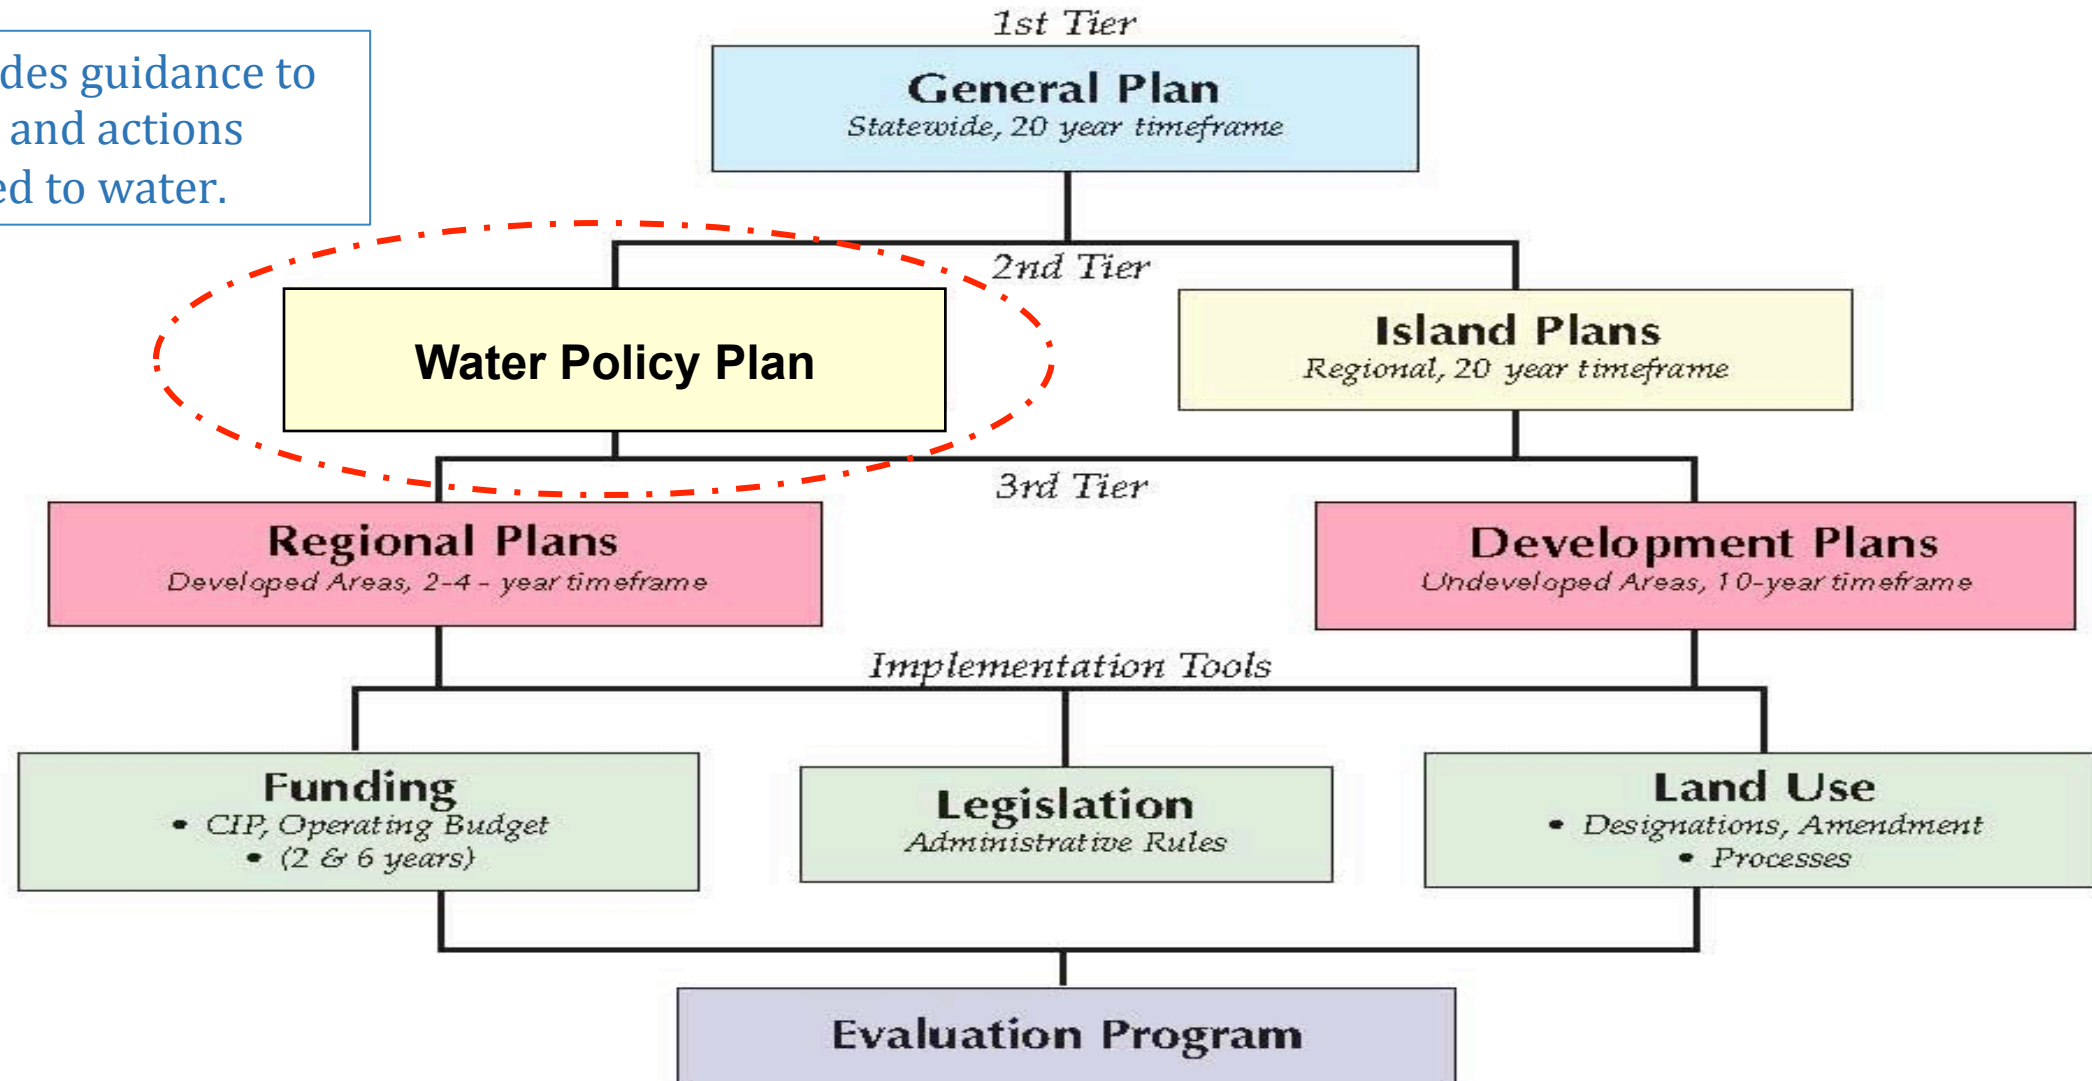 1st Tier
guidance to
and actions
to water.
General Plan
Statewide, 20 year timeframe
2nd Tier
Water Policy Plan
Island Plans
Regional, 20 year timeframe
3rd Tier
Regional Plans
Developed Areas, 2-4 - year timeframe
Development Plans
Undeveloped Areas, 10-year timeframe
Implementation Tools
Funding
• CIP, Operating Budget
• (2 & 6 years)
Legislation
Administrative Rules
Land Use
• Designations, Amendment
• Processes
Evaluation Program